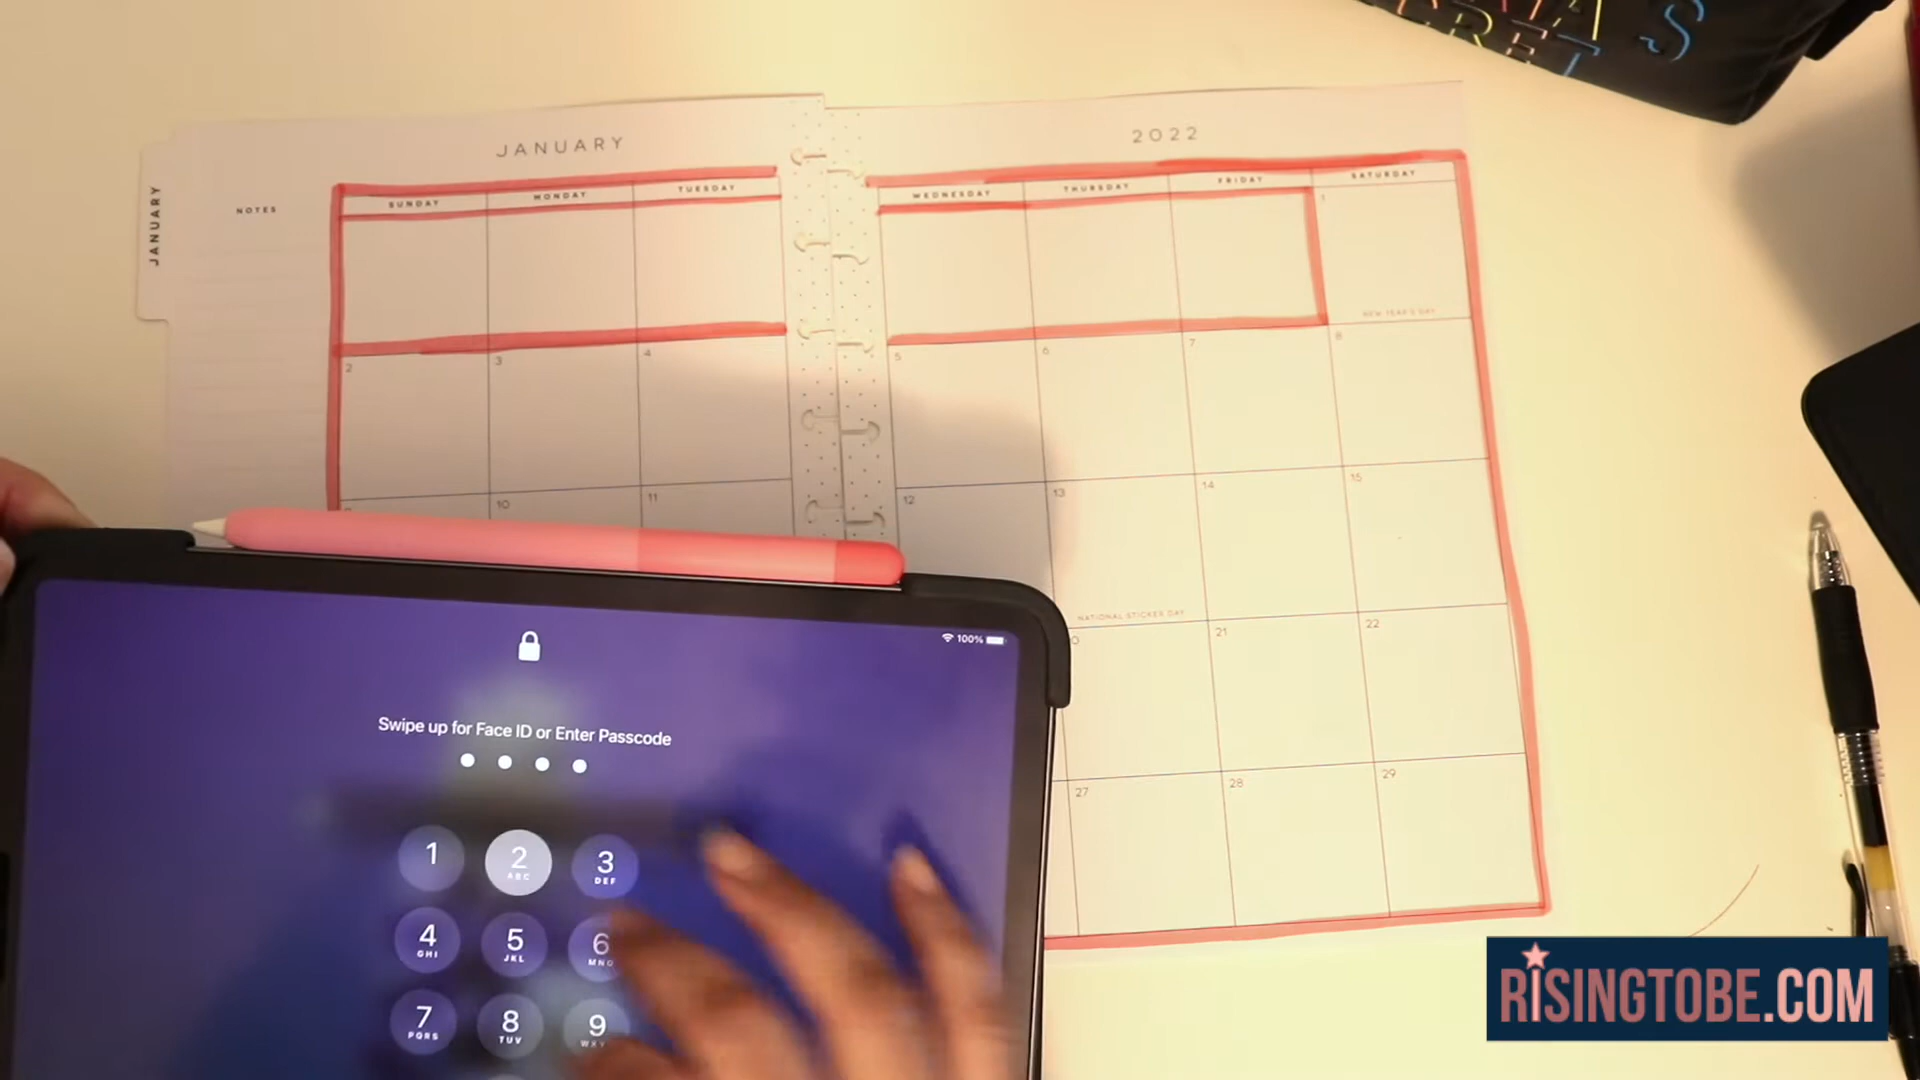 JANUARY
2022
JANUARY
NOTES
SUNDAY
MONDAY
TUESDAY
WEDNESDAY
THURSDAY
FRIDAY
SATURDAY
1
NEW YEAR'S DAY
2
3
4
5
6
7
8
10
11
12
13
14
15
NATIONAL STICKER DAY
21
22
27
28
29
100%
Swipe up for Face ID or Enter Passcode
1
2
ABC
3
DEF
4
GHI
5
JKL
6
MNO
7
PQRS
8
TUV
9
RISINGTOBE.COM